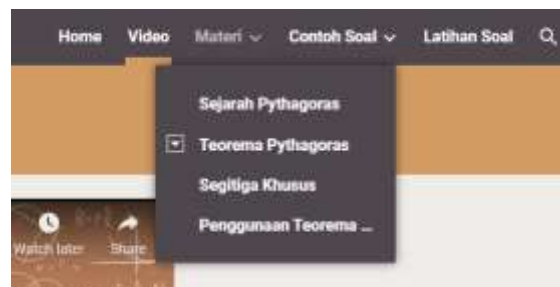 Home Video Materi Contoh Soal Latihan Soal
Sejarah Pythagoras
Teorema Pythagoras
Segitiga Khusus
Penggunaan Teorema ...
Watch later Share